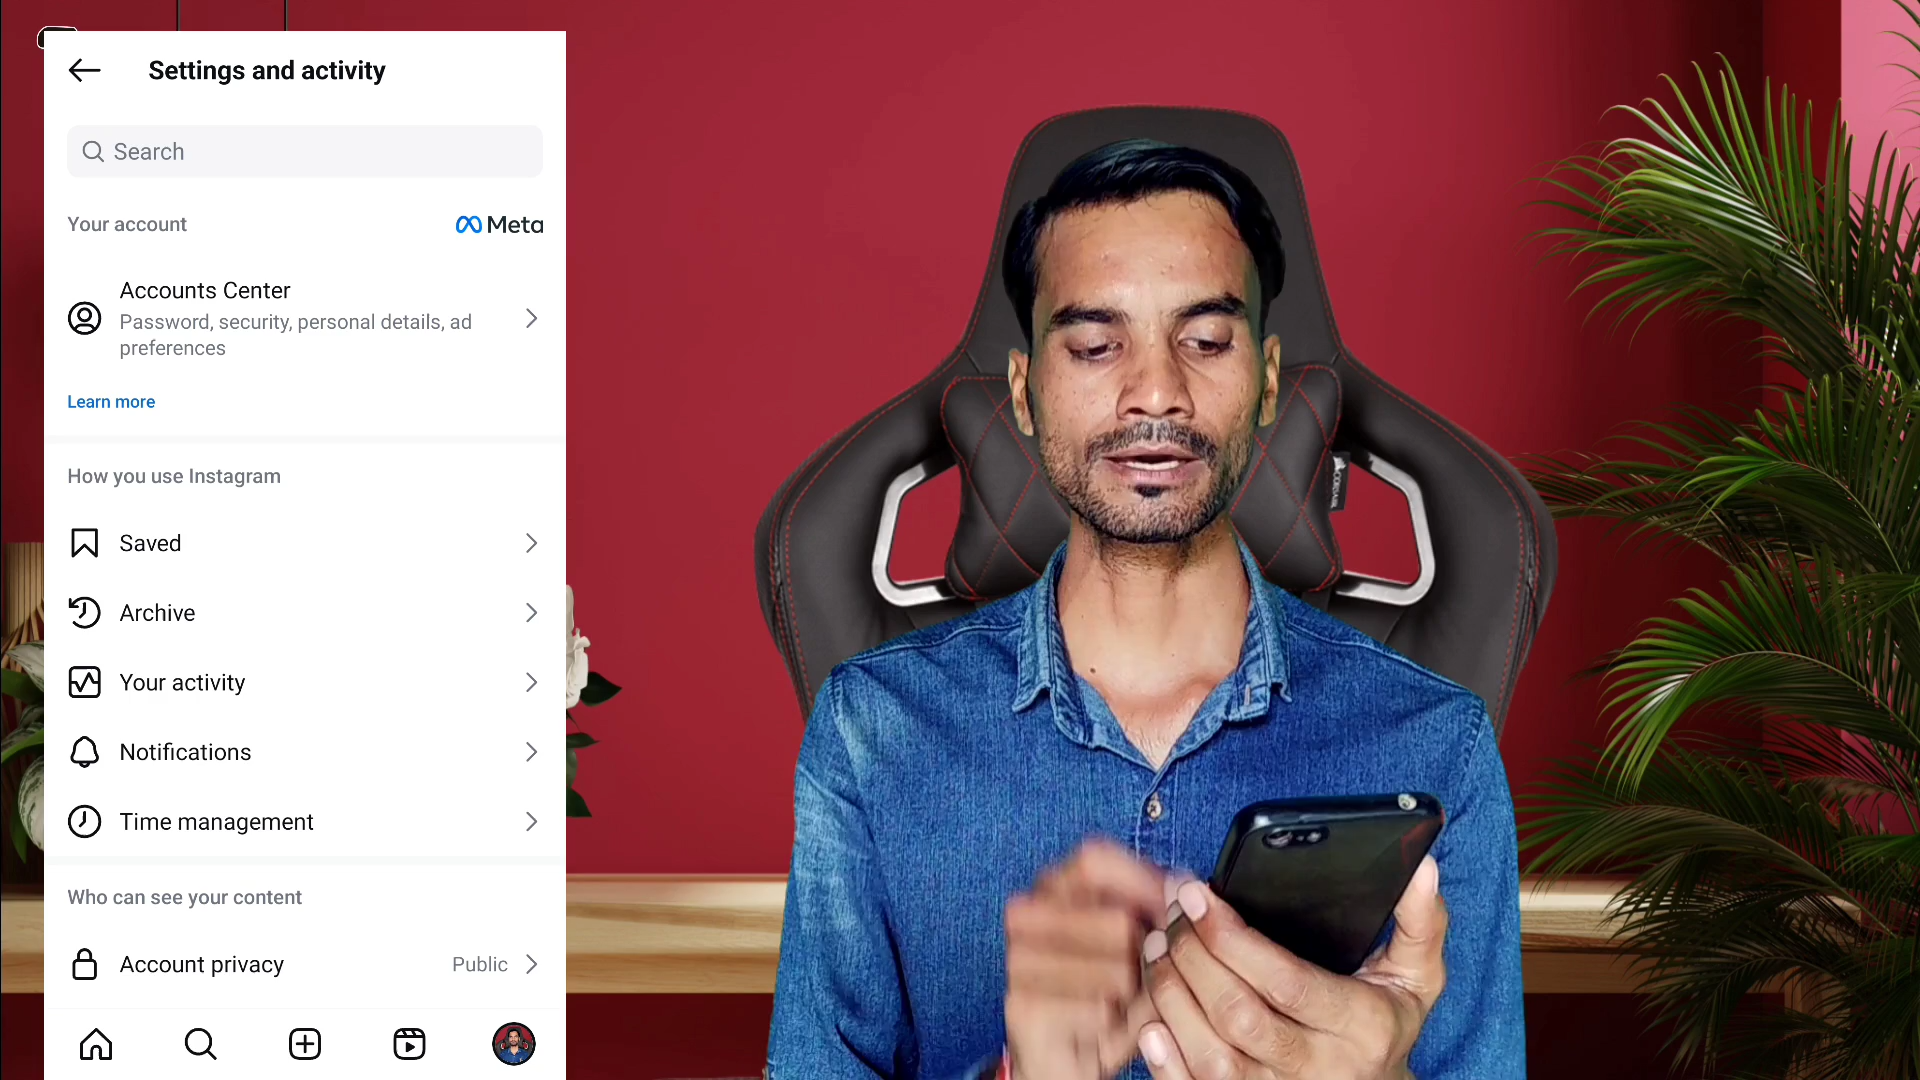 Settings and activity
Search
Your account
Meta
Accounts Center
Password, security, personal details, ad
preferences
Learn more
How you use Instagram
Saved
Archive
Your activity
Notifications
Time management
Who can see your content
Account privacy
Public
CORSAIR